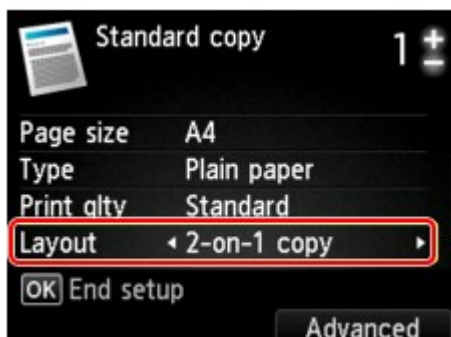 Standard copy 1 +
−
Page size A4
Type Plain paper
Print qlty Standard
Layout 2-on-1 copy
OK End setup
Advanced